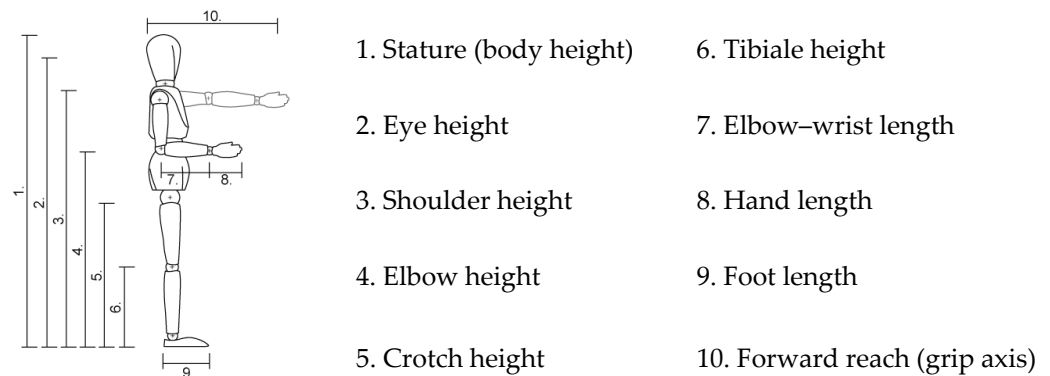 10.
1. Stature (body height)
6. Tibiale height
2. Eye height
7. Elbow–wrist length
3. Shoulder height
8. Hand length
4. Elbow height
9. Foot length
5. Crotch height
10. Forward reach (grip axis)
1.
2.
3.
4.
5.
6.
7.
8.
9